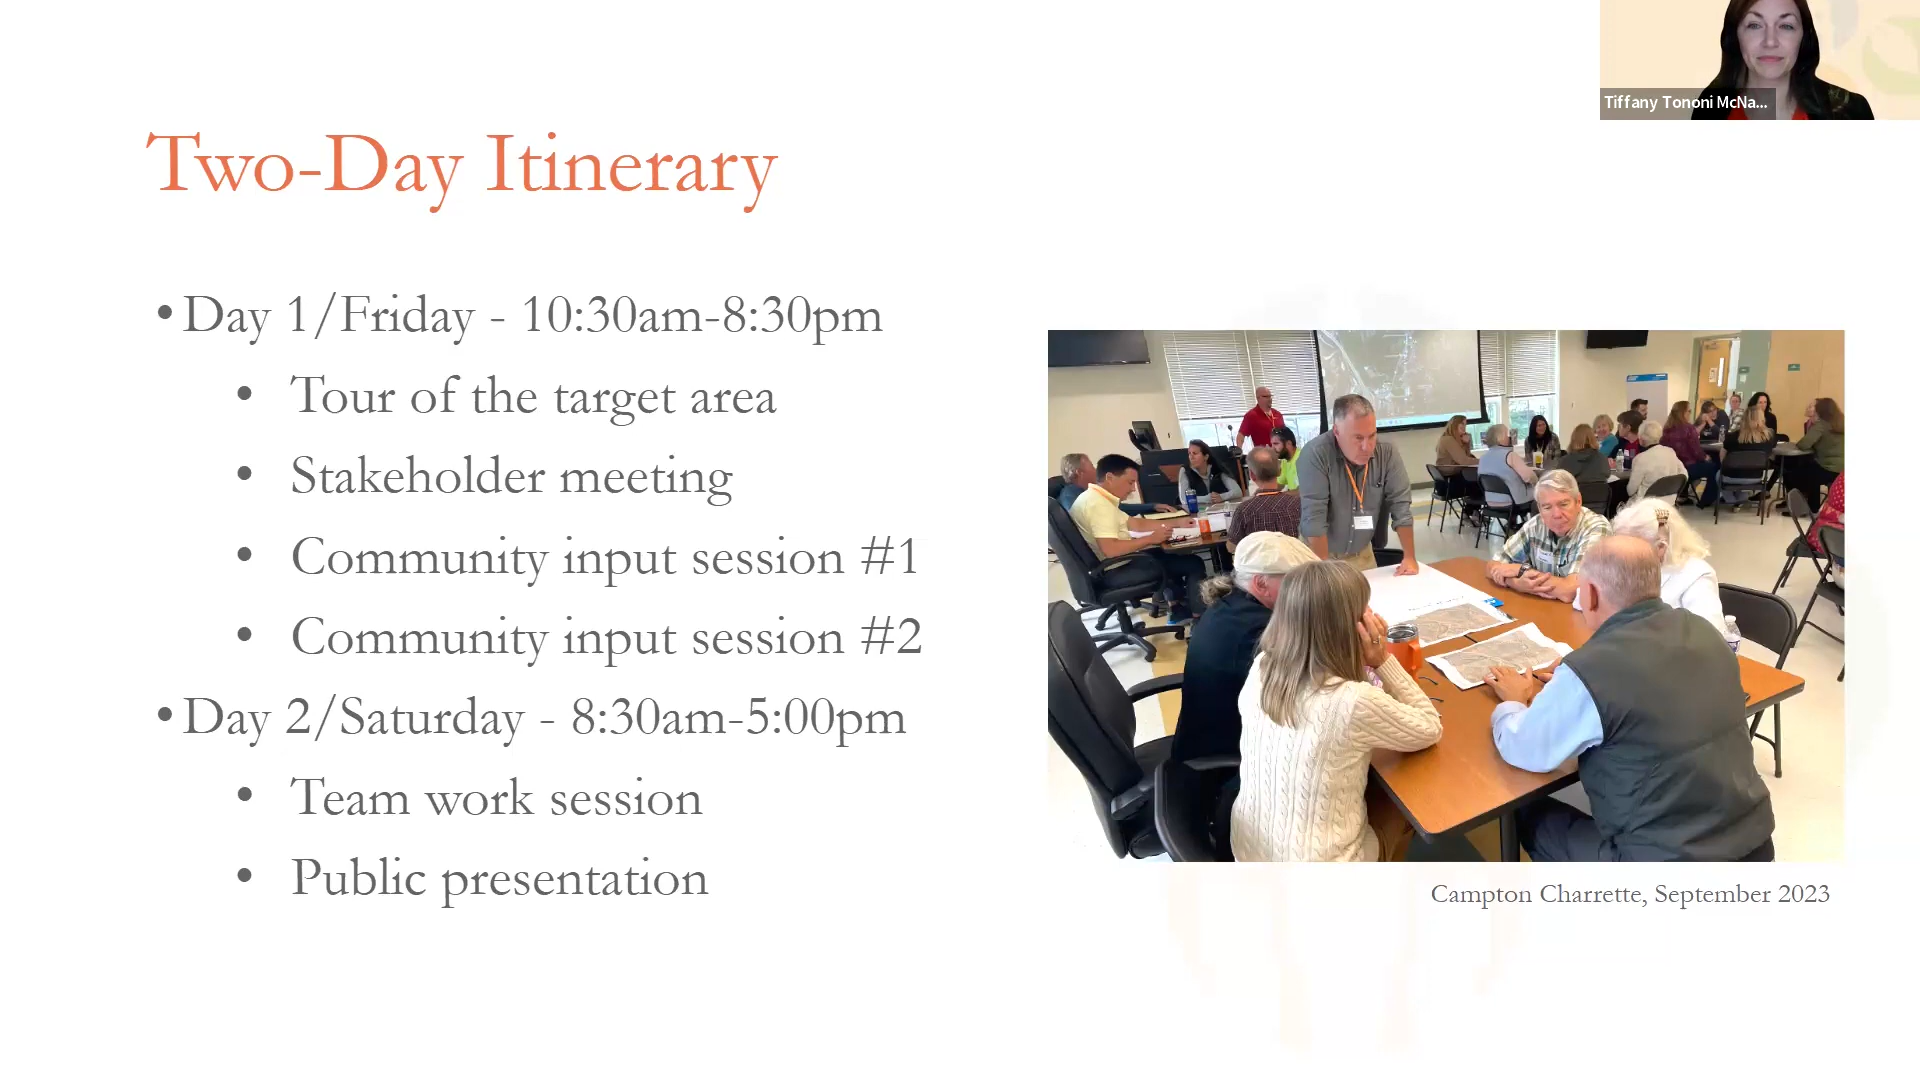 Tiffany Tononi McNa...
Two-Day Itinerary
• Day 1/Friday - 10:30am-8:30pm
• Tour of the target area
• Stakeholder meeting
• Community input session #1
• Community input session #2
• Day 2/Saturday - 8:30am-5:00pm
• Team work session
• Public presentation
Campton Charrette, September 2023